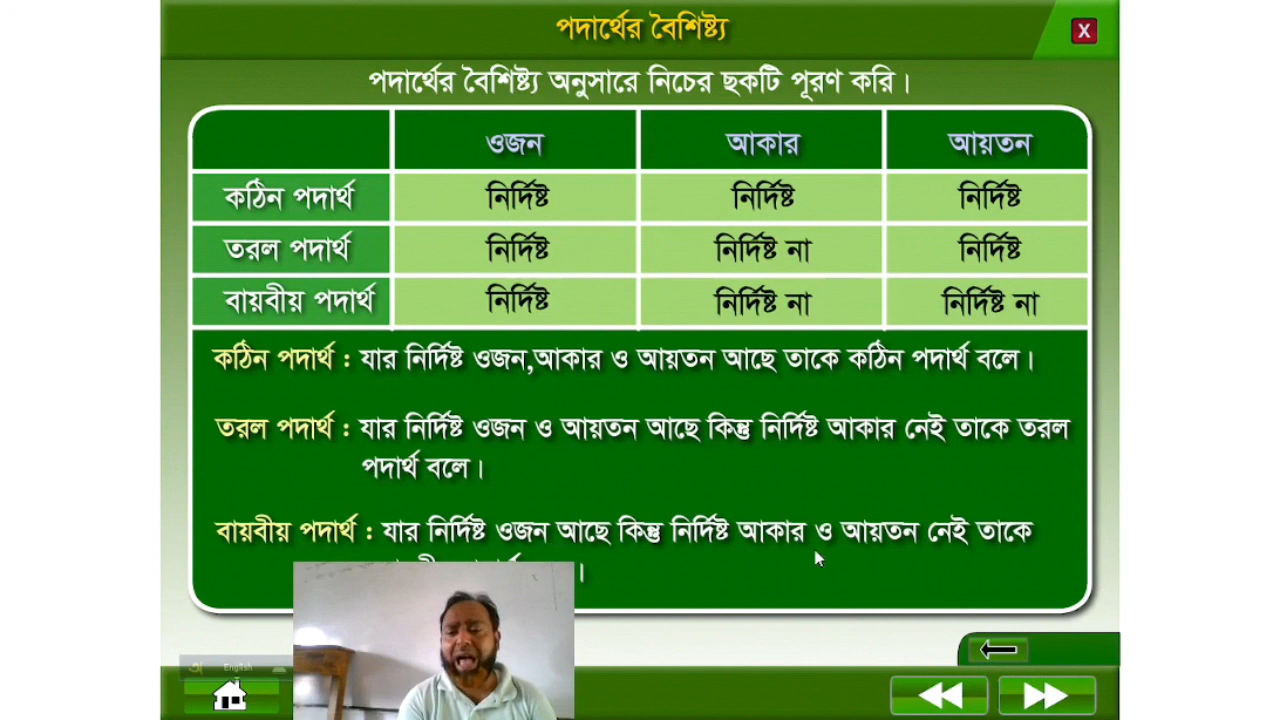 পদার্থের বৈশিষ্ট্য
X
পদার্থের বৈশিষ্ট্য অনুসারে নিচের ছকটি পূরণ করি।
ওজন আকার আয়তন
কঠিন পদার্থ নির্দিষ্ট নির্দিষ্ট নির্দিষ্ট
তরল পদার্থ নির্দিষ্ট নির্দিষ্ট না নির্দিষ্ট
বায়বীয় পদার্থ নির্দিষ্ট নির্দিষ্ট না নির্দিষ্ট না
কঠিন পদার্থ : যার নির্দিষ্ট ওজন,আকার ও আয়তন আছে তাকে কঠিন পদার্থ বলে।
তরল পদার্থ : যার নির্দিষ্ট ওজন ও আয়তন আছে কিন্তু নির্দিষ্ট আকার নেই তাকে তরল
পদার্থ বলে।
বায়বীয় পদার্থ : যার নির্দিষ্ট ওজন আছে কিন্তু নির্দিষ্ট আকার ও আয়তন নেই তাকে
English